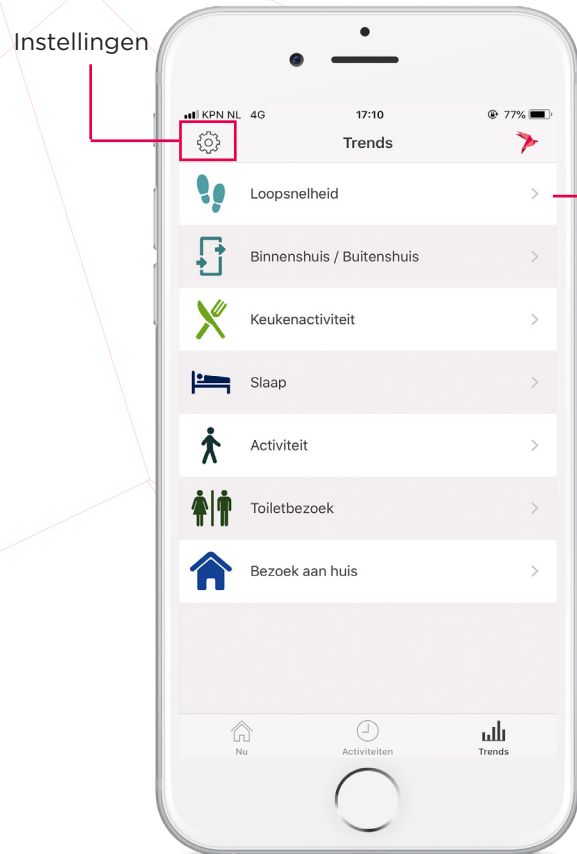 Instellingen
KPN NL 4G 17:10 77%
Trends
Loopsnelheid
Binnenshuis / Buitenshuis
Keukenactiviteit
Slaap
Activiteit
Toiletbezoek
Bezoek aan huis
Nu Activiteiten Trends